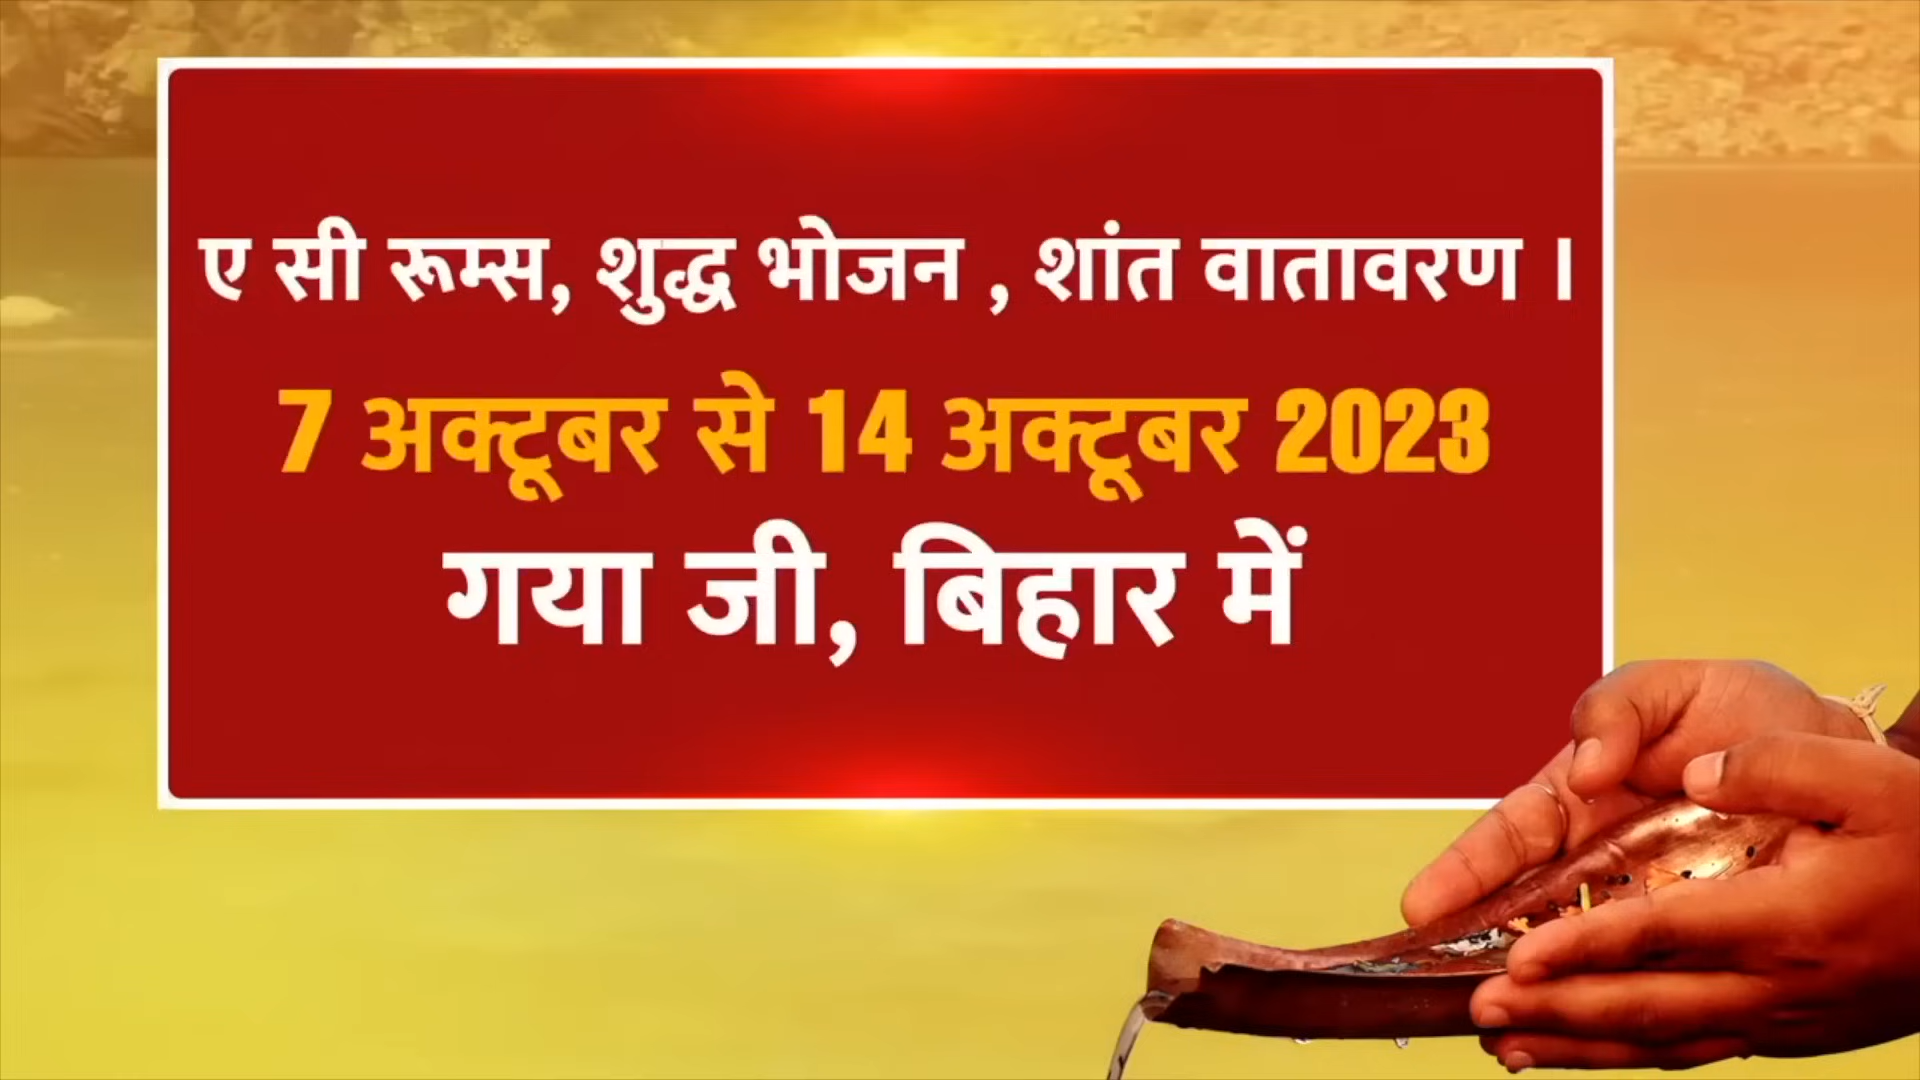 ए सी रूम्स, शुद्ध भोजन , शांत वातावरण ।
7 अक्टूबर से 14 अक्टूबर 2023
गया जी, बिहार में